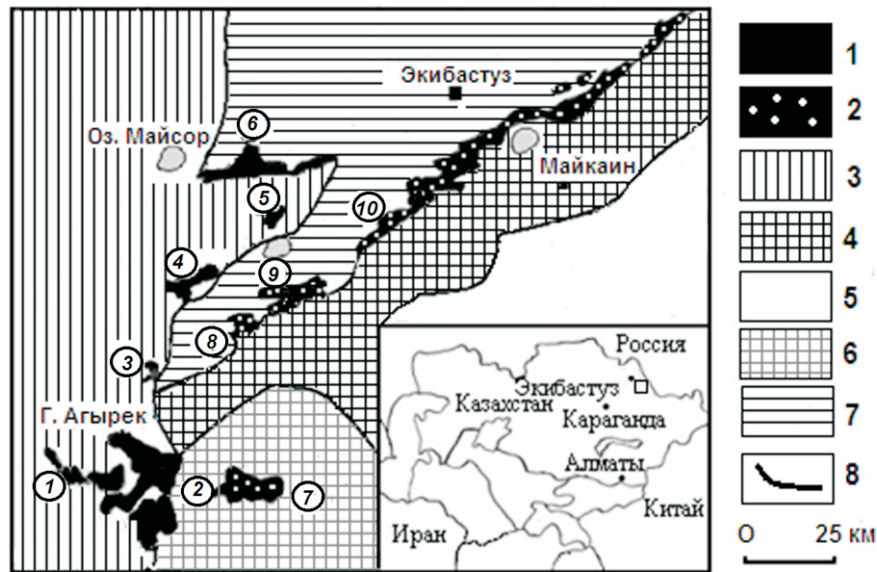 Экибастуз
Оз. Майсор
6
Майкаин
5
10
4
9
8
3
Г. Агырек
1
2
7
Россия
Экибастуз
Казахстан
Караганда
Алматы
Китай
Иран
1
2
3
4
5
6
7
8
О 25 км